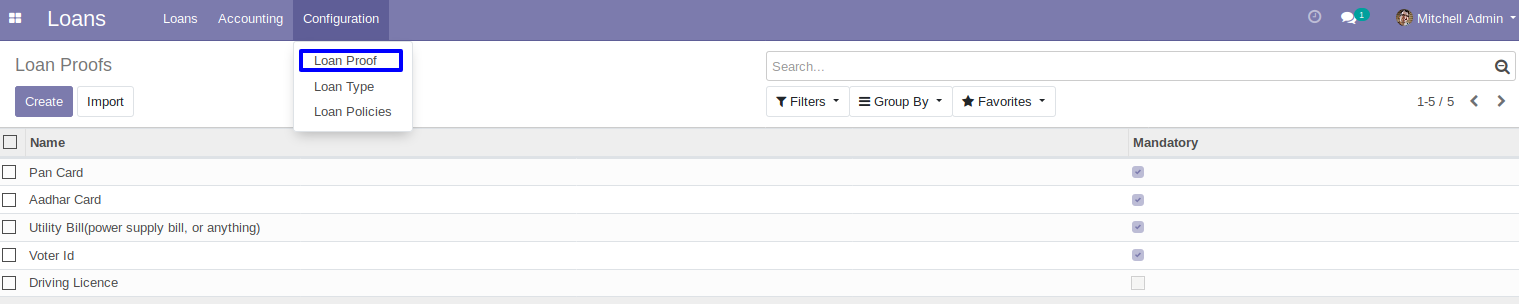 Loans Loans Accounting Configuration 1 Mitchell Admin
Loan Proofs
Loan Proof
Loan Type
Loan Policies
Search...
Create Import
Filters Group By Favorites 1-5 / 5
Name Mandatory
Pan Card
Aadhar Card
Utility Bill(power supply bill, or anything)
Voter Id
Driving Licence